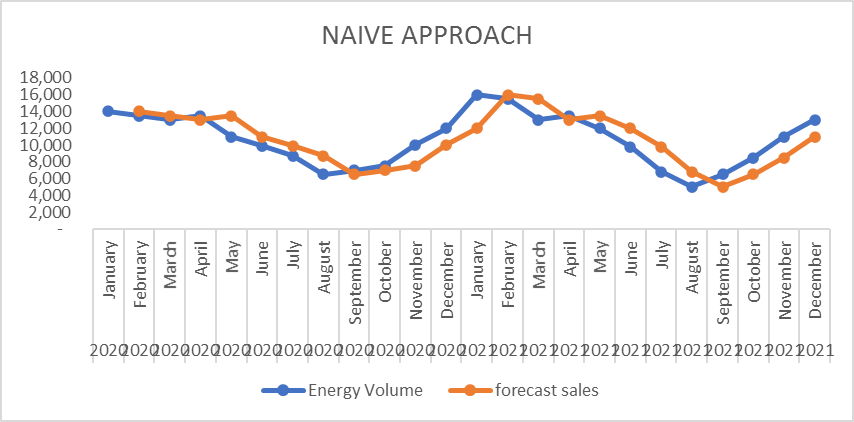 NAIVE APPROACH
18,000
16,000
14,000
12,000
10,000
8,000
6,000
4,000
2,000
-
January February March April May June July August September October November December January February March April May June July August September October November December
2020 2020 2020 2020 2020 2020 2020 2020 2020 2020 2020 2020 2021 2021 2021 2021 2021 2021 2021 2021 2021 2021 2021 2021
Energy Volume forecast sales